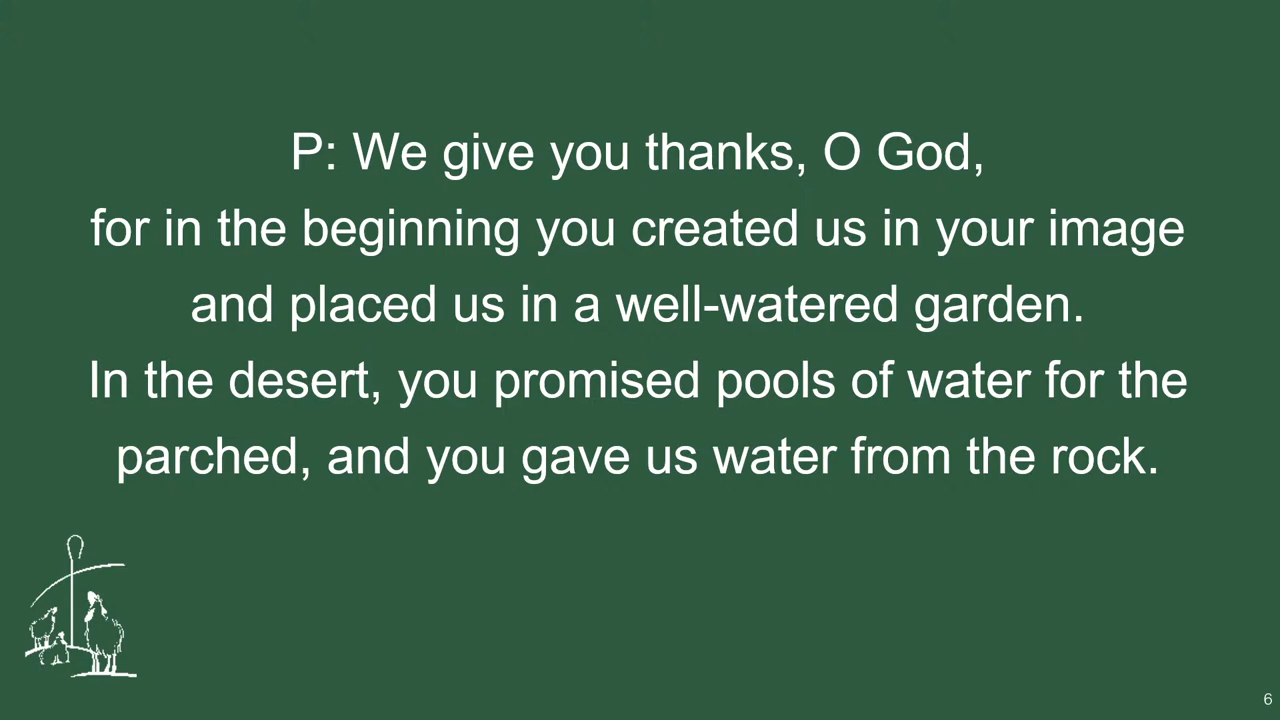 P: We give you thanks, O God,
for in the beginning you created us in your image
and placed us in a well-watered garden.
In the desert, you promised pools of water for the
parched, and you gave us water from the rock.
6